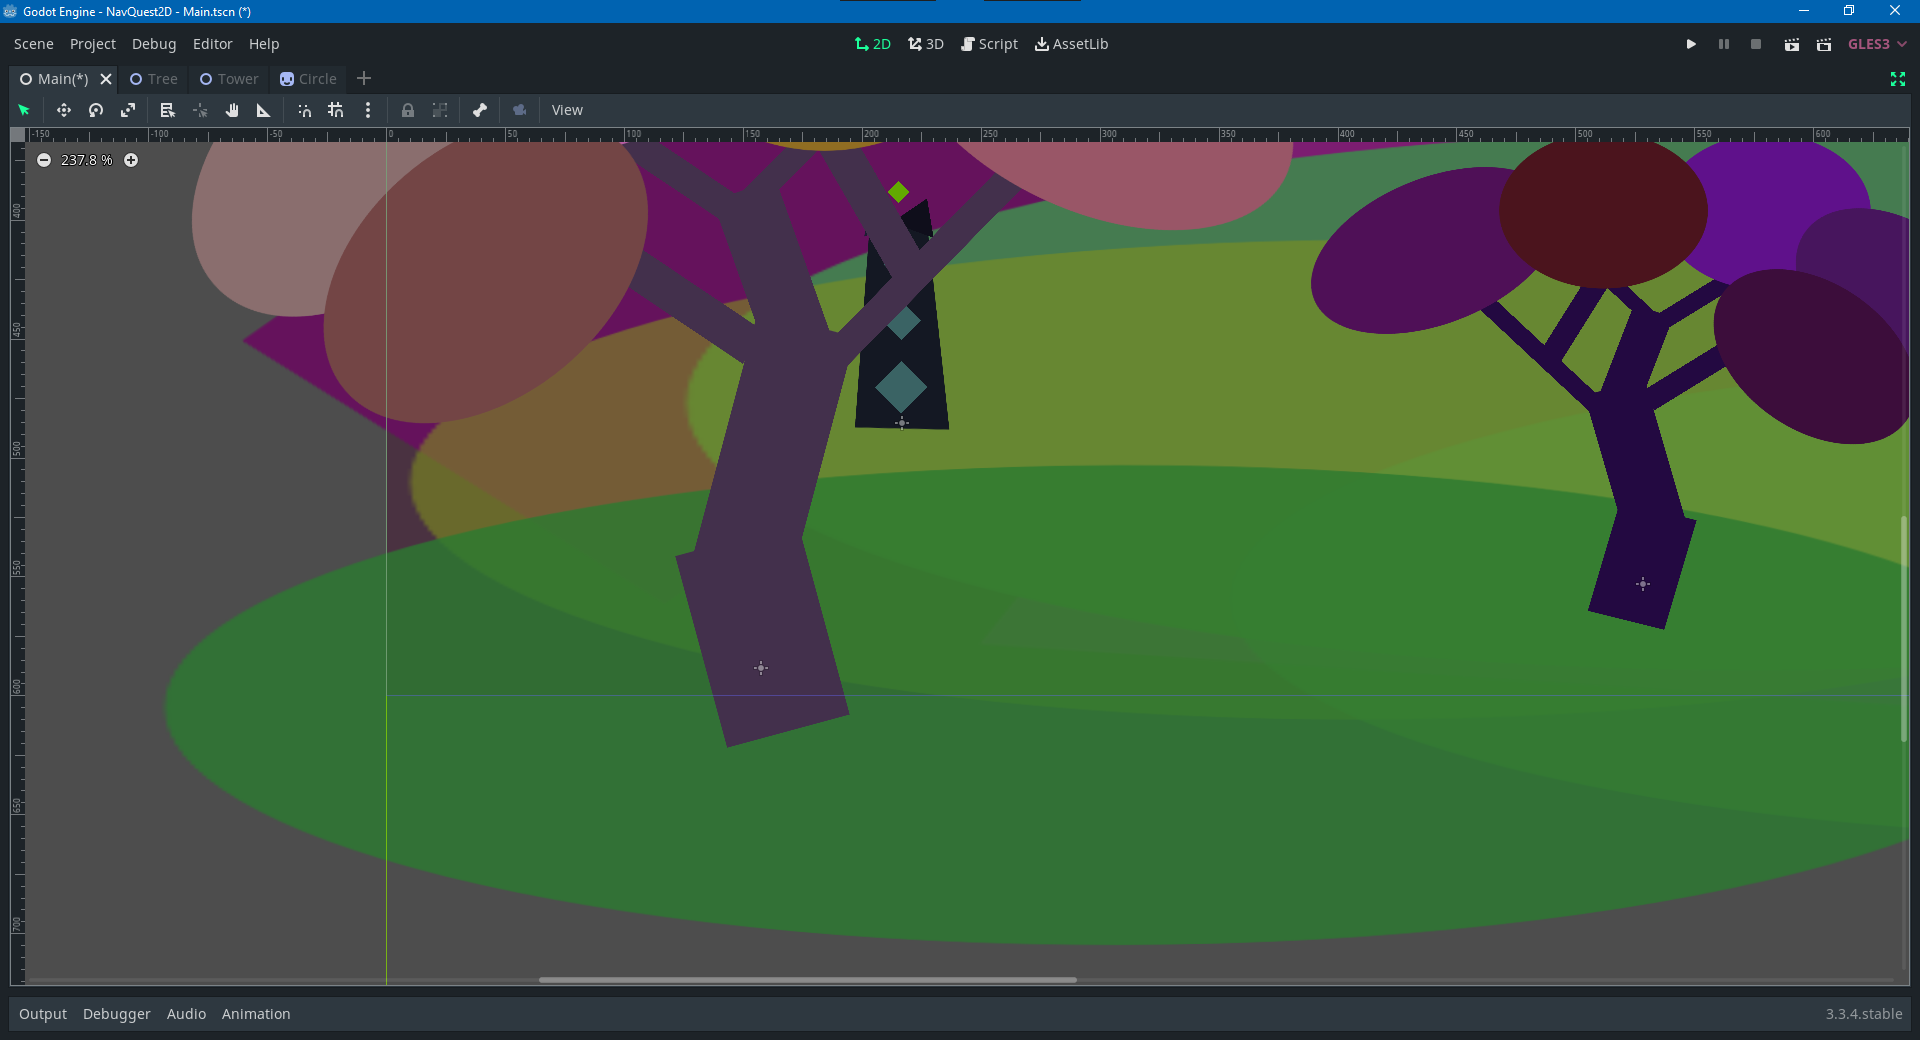 Godot Engine - NavQuest2D - Main.tscn (*)
Scene Project Debug Editor Help 2D 3D Script AssetLib GLES3
Main(*) Tree Tower Circle
View
-150 -100 -50 0 50 100 150 200 250 300 350 400 450 500 550 600
237.8 %
400
450
500
550
600
650
700
Output Debugger Audio Animation 3.3.4.stable